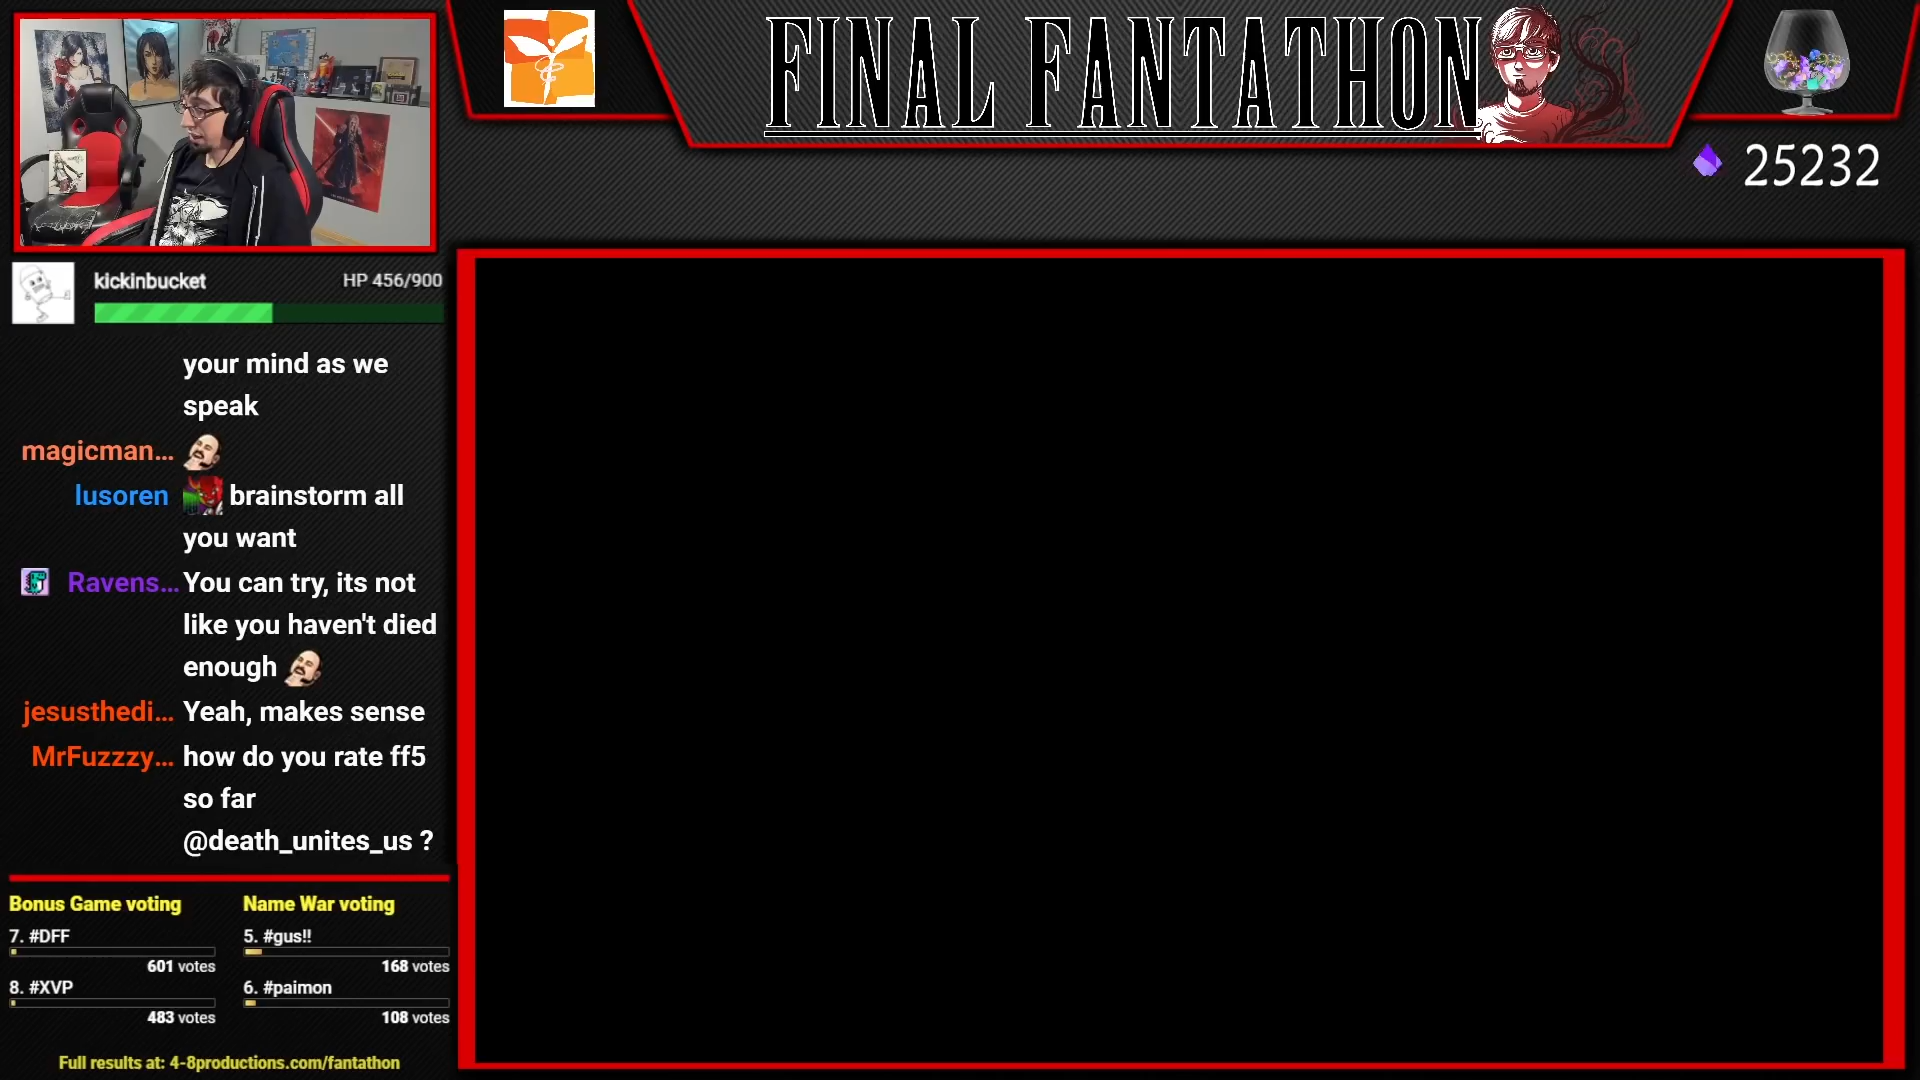 FINAL FANTATHON
25232
kickinbucket HP 456/900
your mind as we
speak
magicman...
lusoren brainstorm all
you want
Ravens... You can try, its not
like you haven't died
enough
jesusthedi... Yeah, makes sense
MrFuzzzy... how do you rate ff5
so far
@death_unites_us ?
Bonus Game voting
7. #DFF
601 votes
8. #XVP
483 votes
Name War voting
5. #gus!!
168 votes
6. #paimon
108 votes
Full results at: 4-8productions.com/fantathon